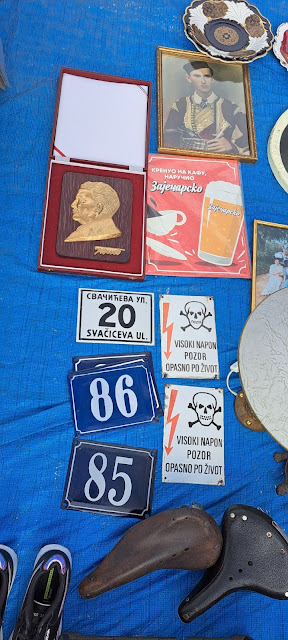 КРЕНУО НА КАФУ,
НАРУЧИО
Зајечарско
Зајечарско
СВАЧИЋЕВА УЛ.
20
SVAČIĆEVA UL.
VISOKI NAPON
POZOR
OPASNO PO ŽIVOT
86
VISOKI NAPON
POZOR
OPASNO PO ŽIVOT
85